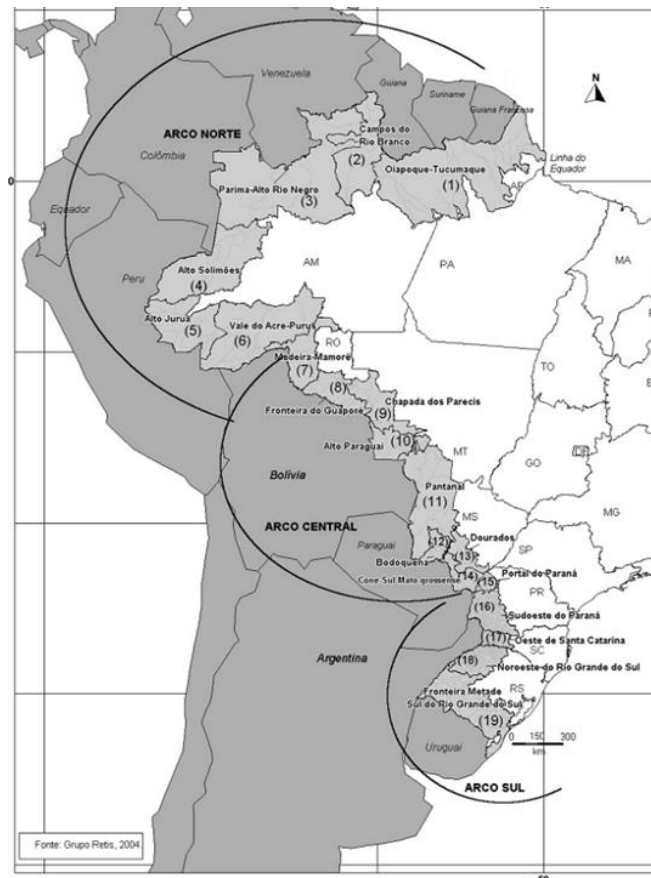 Venezuela
Guiana
Suriname
Guiana Francesa
N
ARCO NORTE
Colômbia
Campos do
Rio Branco
(2)
Oiapoque-Tucumaque
(1)
Linha do
Equador
0
Parima-Alto Rio Negro
(3)
AP
Equador
Peru
Alto Solimões
(4)
AM
PA
MA
Alto Juruá
(5)
Vale do Acre-Purus
(6)
RO
Madeira-Mamoré
(7)
(8)
TO
Fronteira do Guaporé
(9)
Chapada dos Parecis
Alto Paraguai
(10)
MT
GO
DF
Bolívia
Pantanal
(11)
MS
MG
ARCO CENTRAL
(12)
Dourados
(13)
SP
Paraguai
Bodoquena
Cone Sul Mato-grossense
(14)
(15)
Portal do Paraná
PR
(16)
Sudoeste do Paraná
(17)
Oeste de Santa Catarina
SC
Argentina
(18)
Noroeste do Rio Grande do Sul
Fronteira Metade
Sul do Rio Grande do Sul
RS
(19)
0 150 300
km
Uruguai
ARCO SUL
Fonte: Grupo Retis, 2004